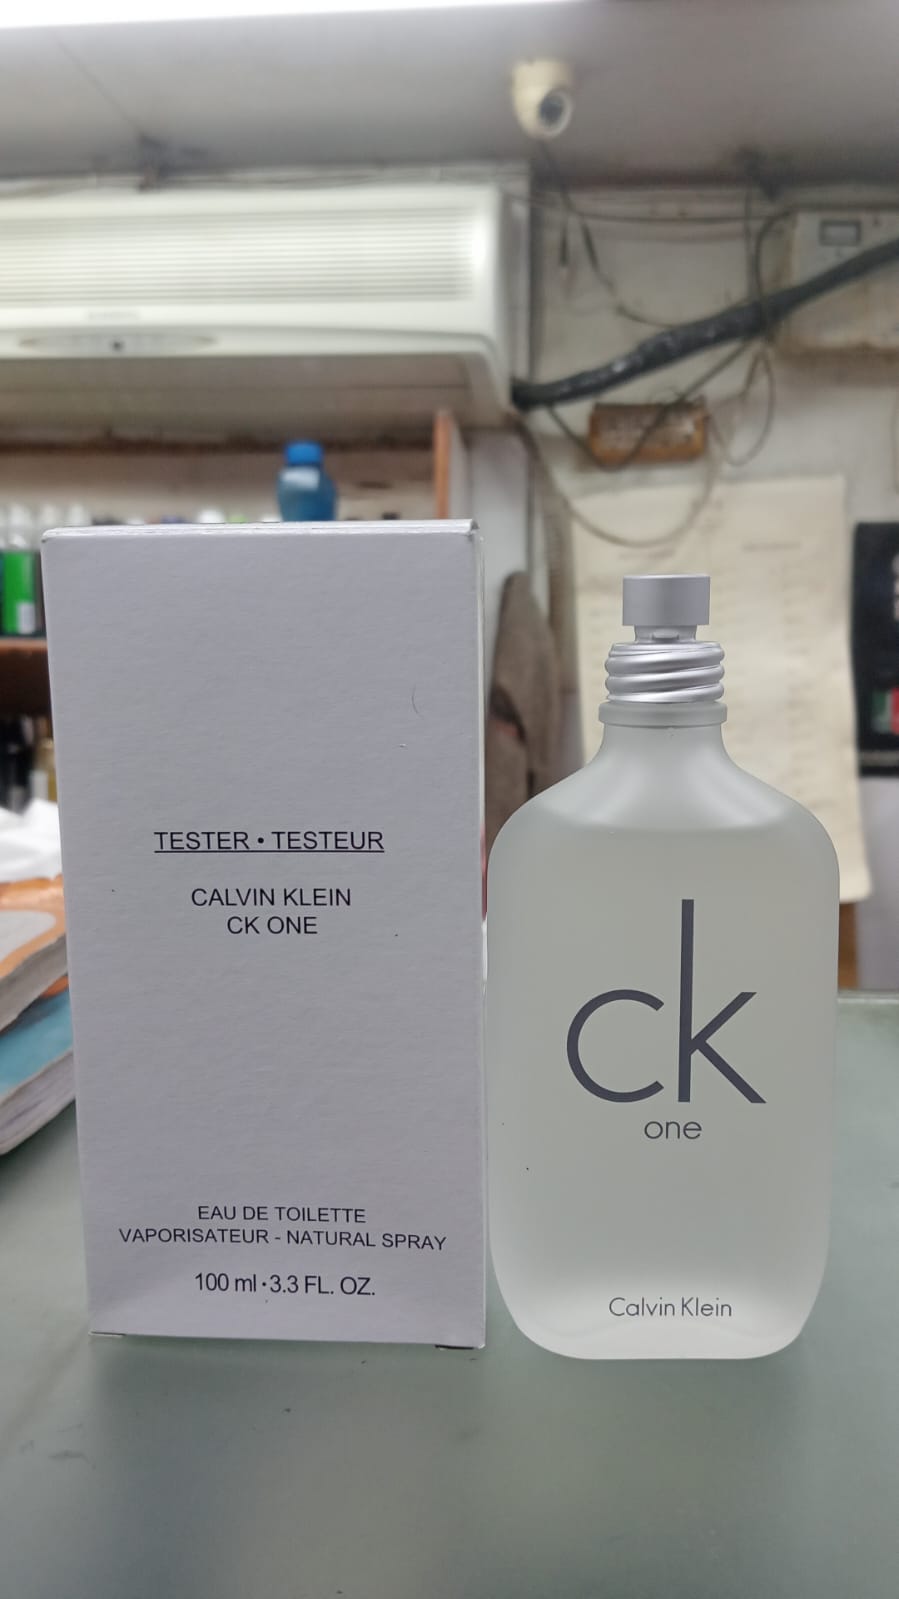 TESTER • TESTEUR
CALVIN KLEIN
CK ONE
EAU DE TOILETTE
VAPORISATEUR - NATURAL SPRAY
100 ml • 3.3 FL. OZ.
ck
one
Calvin Klein